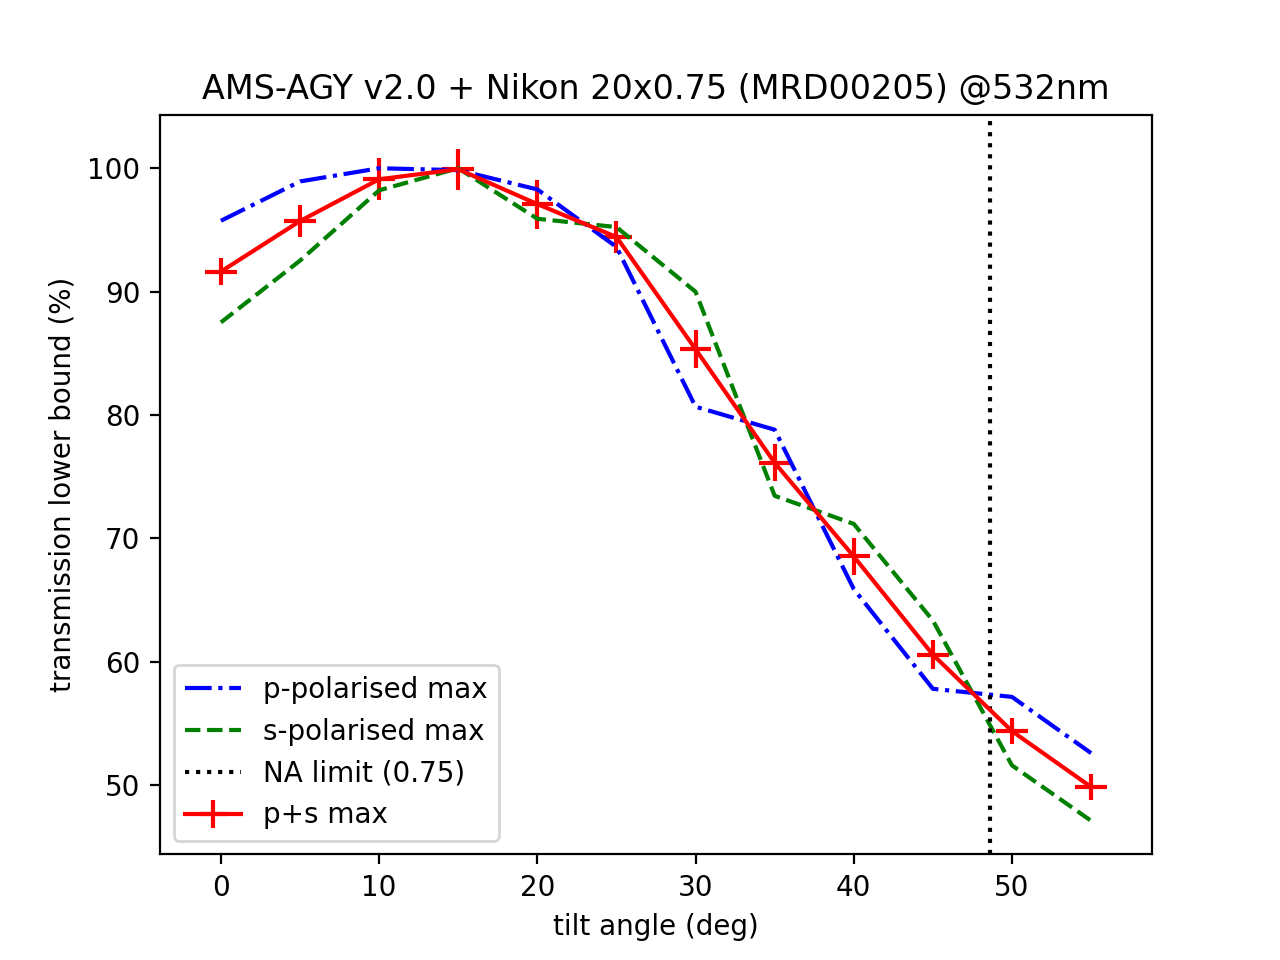 AMS-AGY v2.0 + Nikon 20x0.75 (MRD00205) @532nm
transmission lower bound (%)
100
90
80
70
60
50
p-polarised max
s-polarised max
NA limit (0.75)
p+s max
0 10 20 30 40 50
tilt angle (deg)